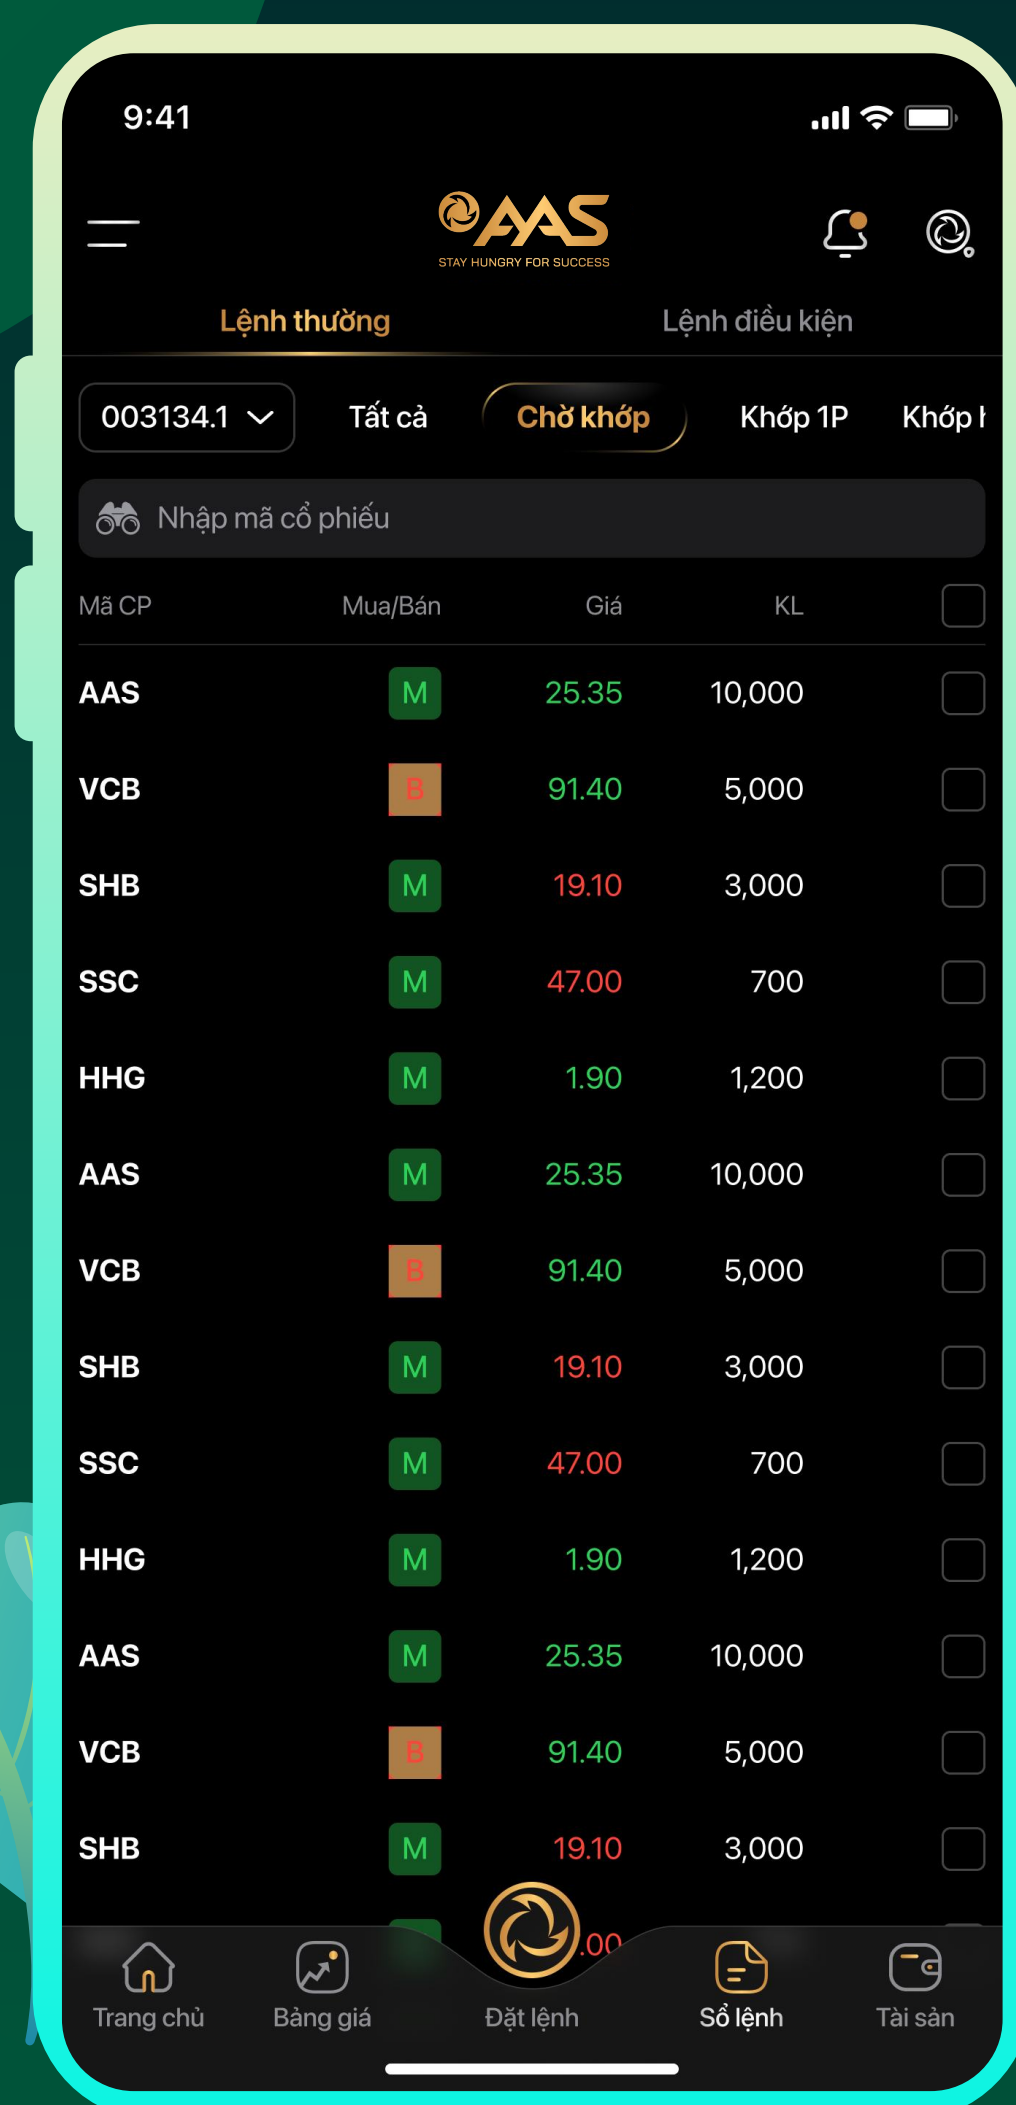 9:41
AAS
STAY HUNGRY FOR SUCCESS
Lệnh thường Lệnh điều kiện
003134.1 Tất cả Chờ khớp Khớp 1P Khớp
Nhập mã cổ phiếu
Mã CP Mua/Bán Giá KL
AAS M 25.35 10,000
VCB B 91.40 5,000
SHB M 19.10 3,000
SSC M 47.00 700
HHG M 1.90 1,200
AAS M 25.35 10,000
VCB B 91.40 5,000
SHB M 19.10 3,000
SSC M 47.00 700
HHG M 1.90 1,200
AAS M 25.35 10,000
VCB B 91.40 5,000
SHB M 19.10 3,000
.00
Trang chủ Bảng giá Đặt lệnh Sổ lệnh Tài sản